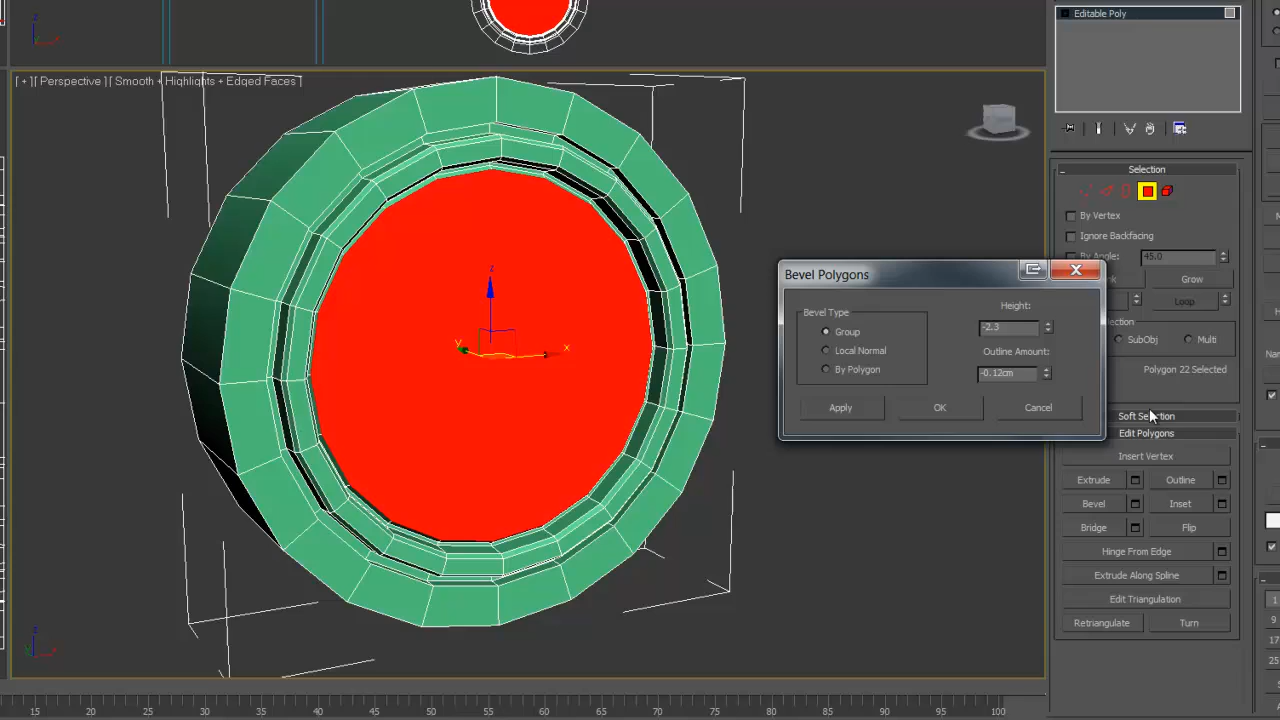 Editable Poly
[ + ][ Perspective ][ Smooth + Highlights + Edged Faces ]
Selection
By Vertex
Ignore Backfacing
By Angle:
45.0
Grow
Loop
SubObj
Multi
Polygon 22 Selected
Bevel Polygons
Bevel Type
Group
Local Normal
By Polygon
Height:
-2.3
Outline Amount:
-0.12cm
Apply
OK
Cancel
Soft Selection
Edit Polygons
Insert Vertex
Extrude
Outline
Bevel
Inset
Bridge
Flip
Hinge From Edge
Extrude Along Spline
Edit Triangulation
Retriangulate
Turn
z
x
y
z
z
15 20 25 30 35 40 45 50 55 60 65 70 75 80 85 90 95 100